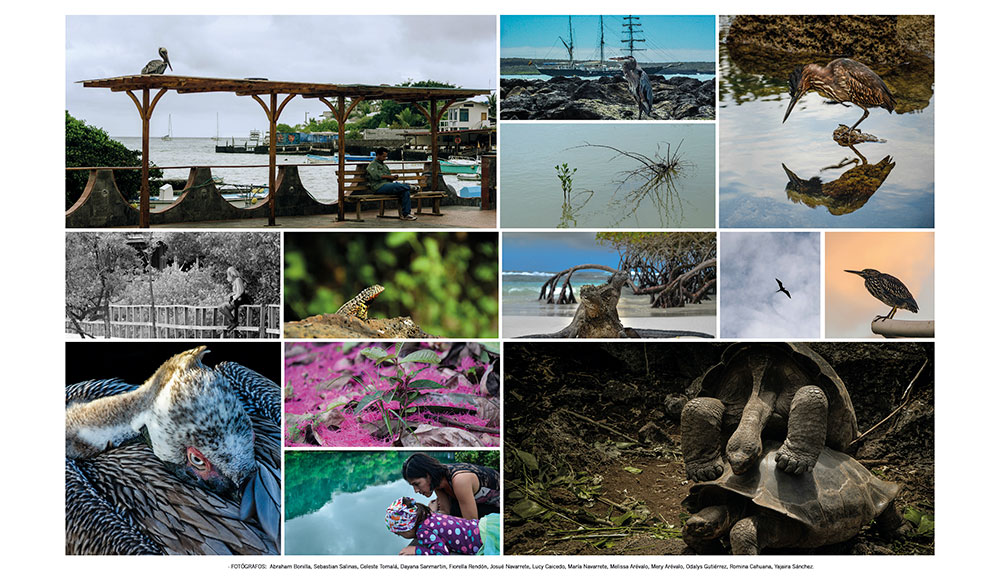 - FOTÓGRAFOS: Abraham Bonilla, Sebastian Salinas, Celeste Tomalá, Dayana Sanmartín, Fiorella Rendón, Josué Navarrete, Lucy Caicedo, María Navarrete, Melissa Arévalo, Mery Arévalo, Odalys Gutiérrez, Romina Cahuana, Yajaira Sánchez.